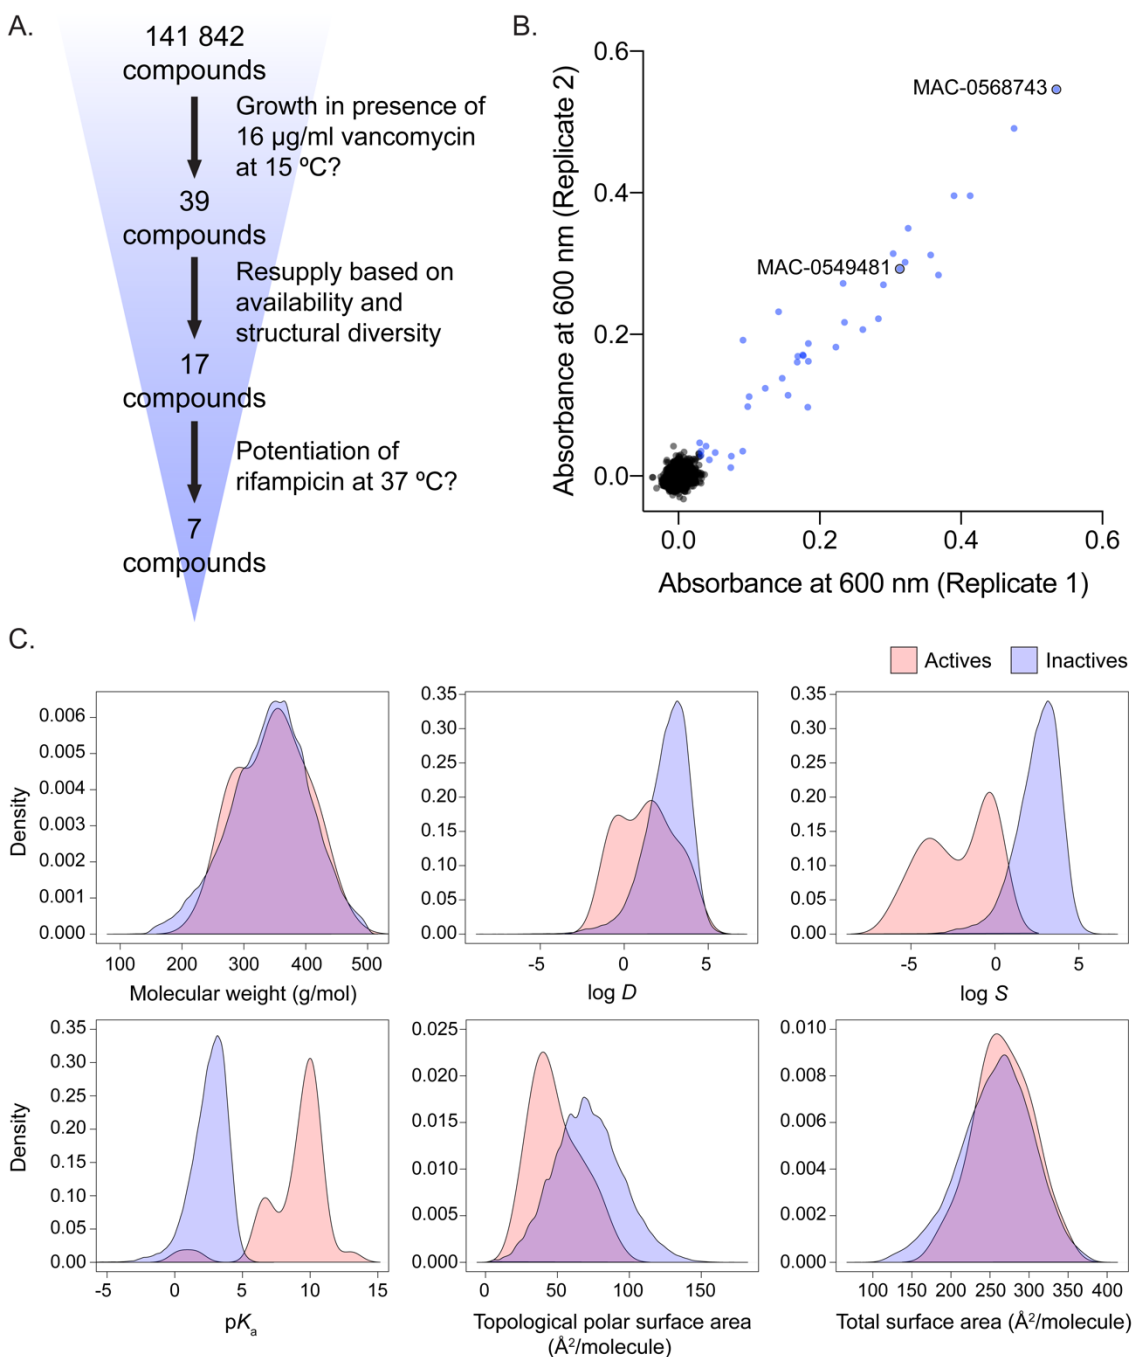 A.
141 842
compounds
Growth in presence of
16 µg/ml vancomycin
at 15 ºC?
39
compounds
Resupply based on
availability and
structural diversity
17
compounds
Potentiation of
rifampicin at 37 ºC?
7
compounds
B.
Absorbance at 600 nm (Replicate 2)
0.6
0.4
0.2
0.0
MAC-0568743
MAC-0549481
0.0 0.2 0.4 0.6
Absorbance at 600 nm (Replicate 1)
C.
Actives Inactives
Density
0.006
0.005
0.004
0.003
0.002
0.001
0.000
100 200 300 400 500
Molecular weight (g/mol)
0.35
0.30
0.25
0.20
0.15
0.10
0.05
0.00
-5 0 5
log D
0.35
0.30
0.25
0.20
0.15
0.10
0.05
0.00
-5 0 5
log S
Density
0.35
0.30
0.25
0.20
0.15
0.10
0.05
0.00
-5 0 5 10 15
pKa
0.025
0.020
0.015
0.010
0.005
0.000
0 50 100 150
Topological polar surface area
(Å²/molecule)
0.010
0.008
0.006
0.004
0.002
0.000
100 150 200 250 300 350 400
Total surface area (Å²/molecule)